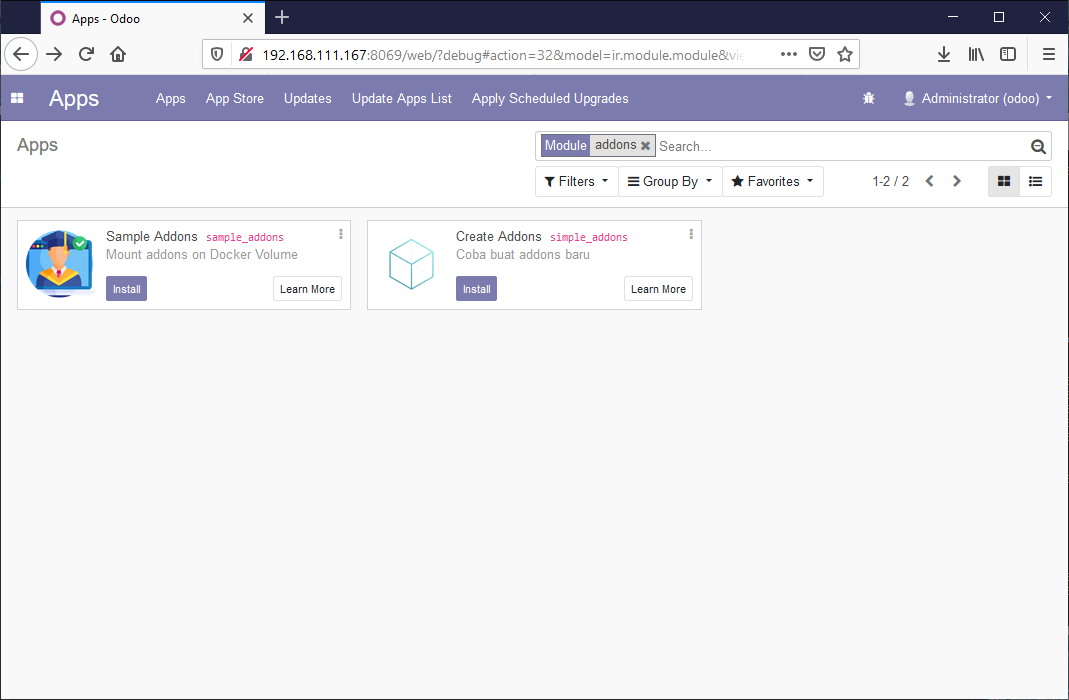 Apps - Odoo
192.168.111.167:8069/web/?debug#action=32&model=ir.module.module&vie
Apps Apps App Store Updates Update Apps List Apply Scheduled Upgrades Administrator (odoo)
Apps
Module addons Search...
Filters Group By Favorites 1-2 / 2
Sample Addons sample_addons
Mount addons on Docker Volume
Install Learn More
Create Addons simple_addons
Coba buat addons baru
Install Learn More